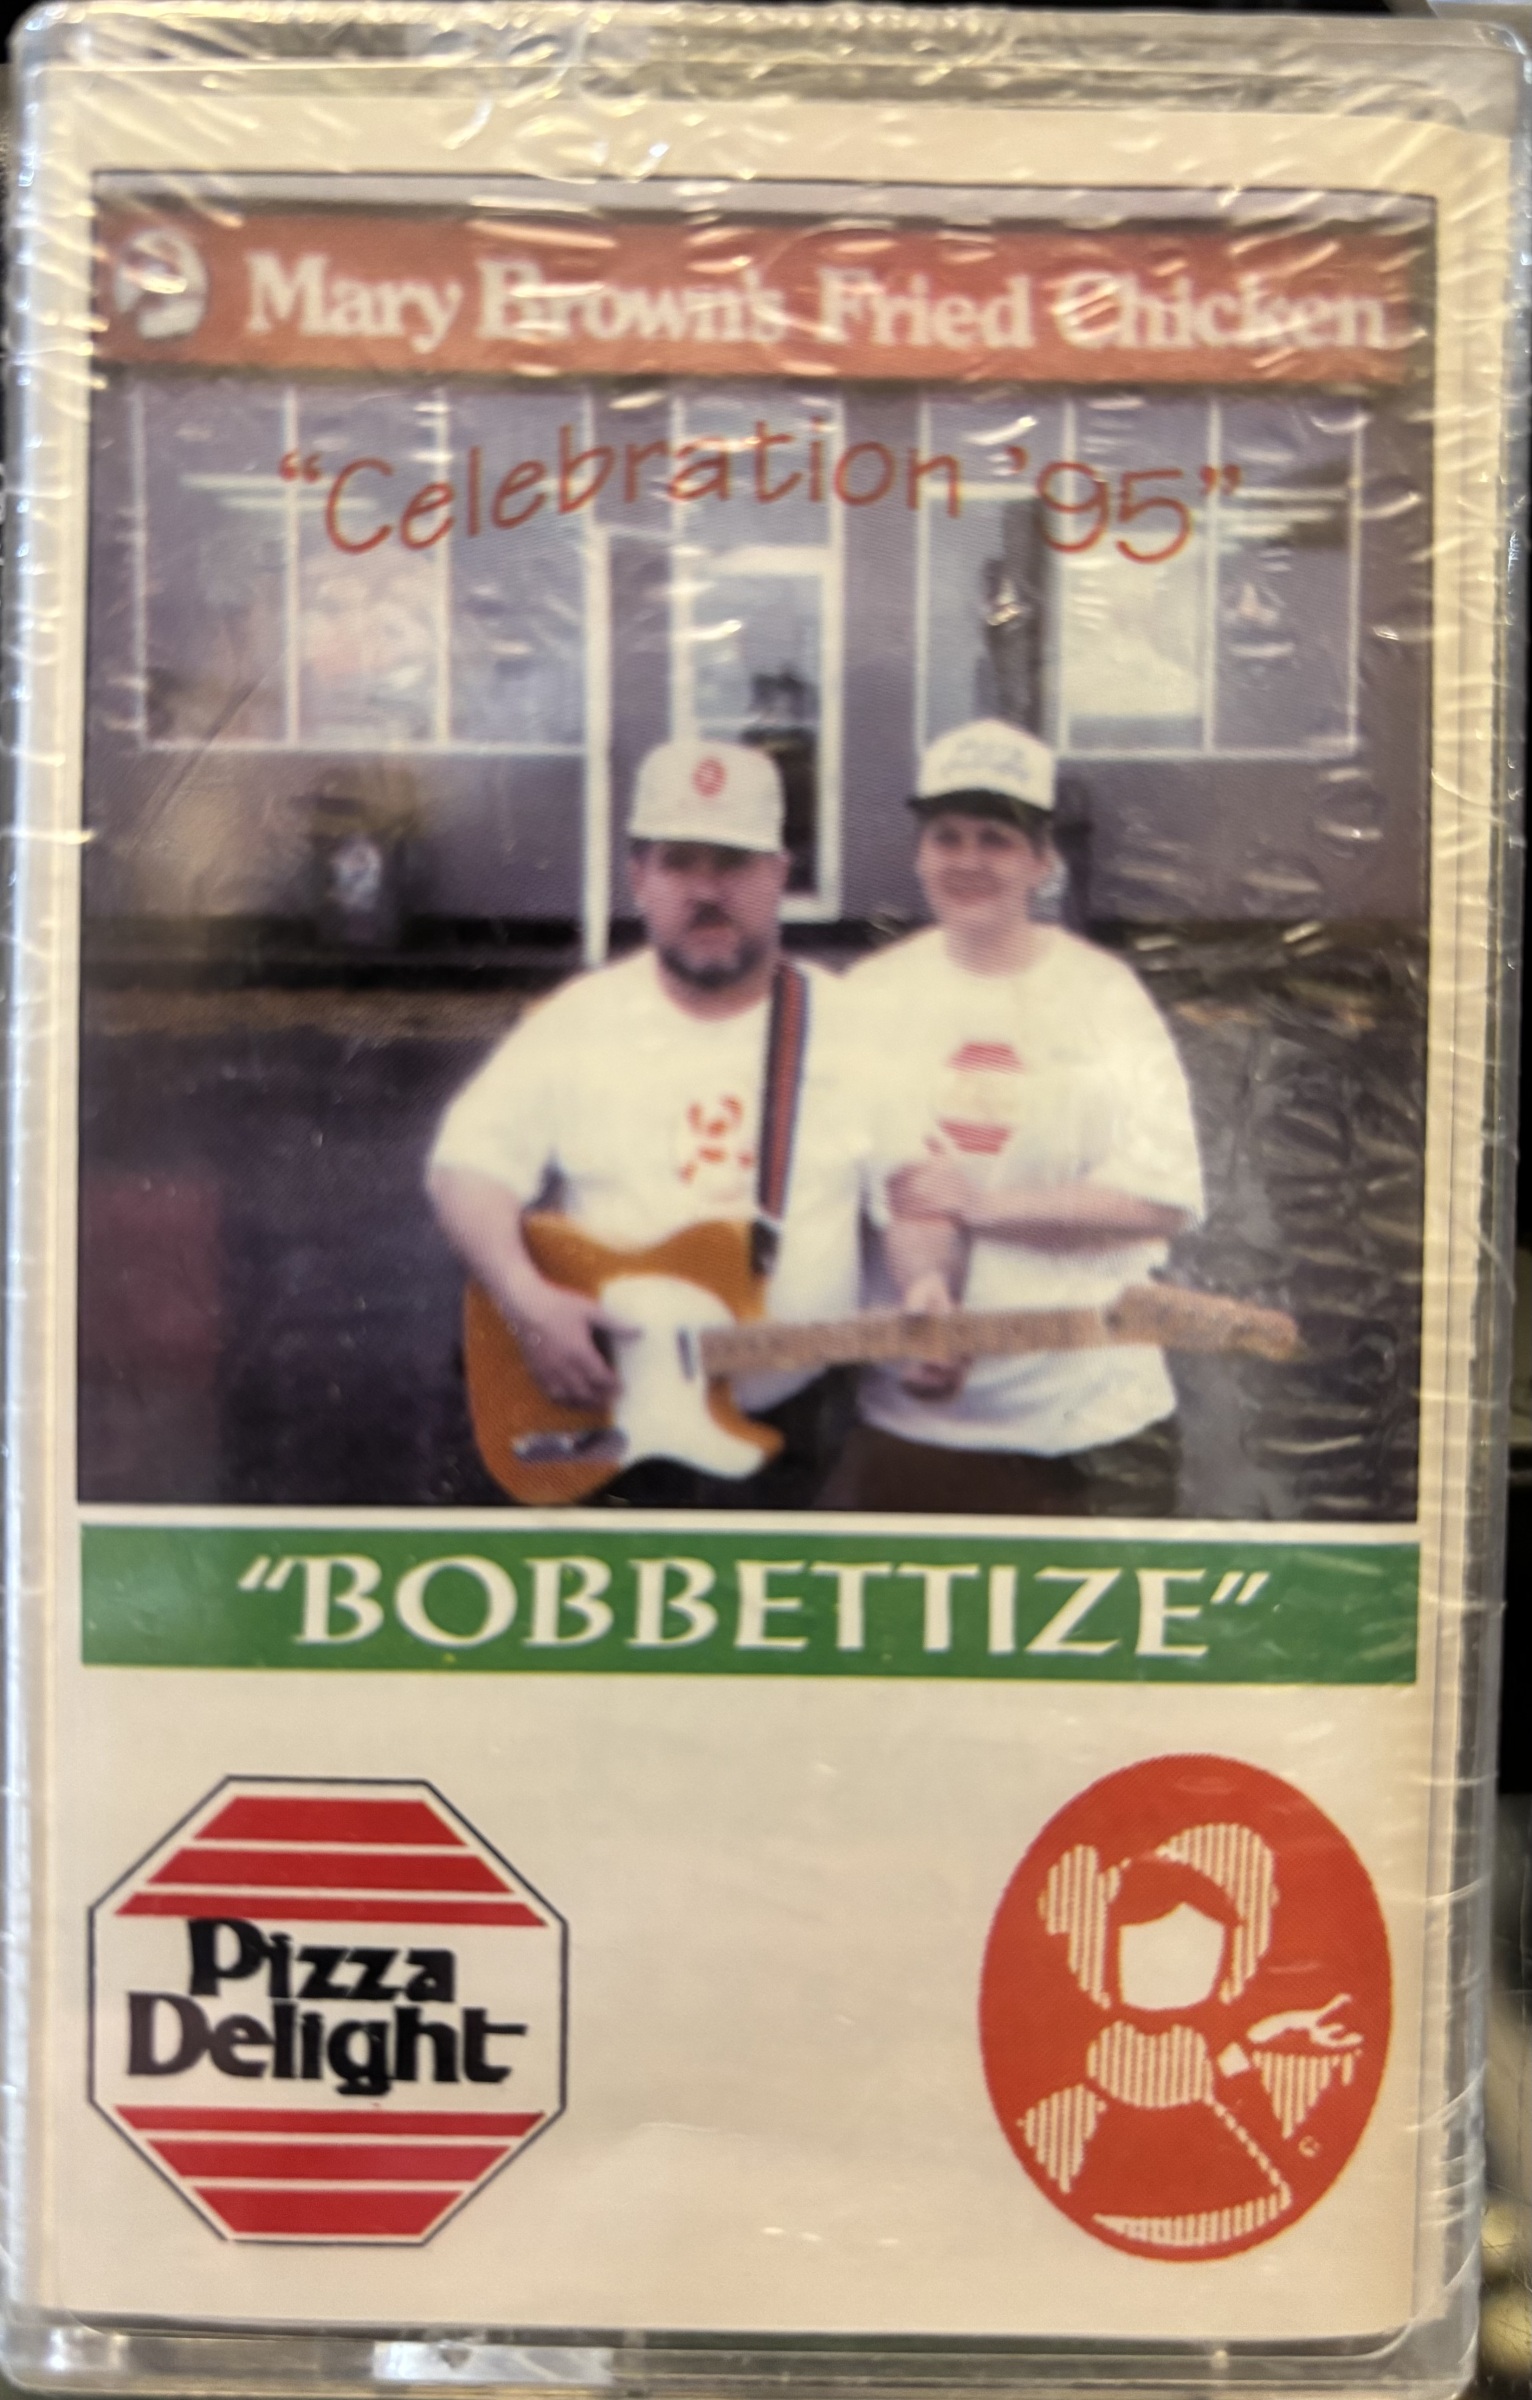 Mary Brown's Fried Chicken
“Celebration '95”
“BOBBETTIZE”
Pizza
Delight